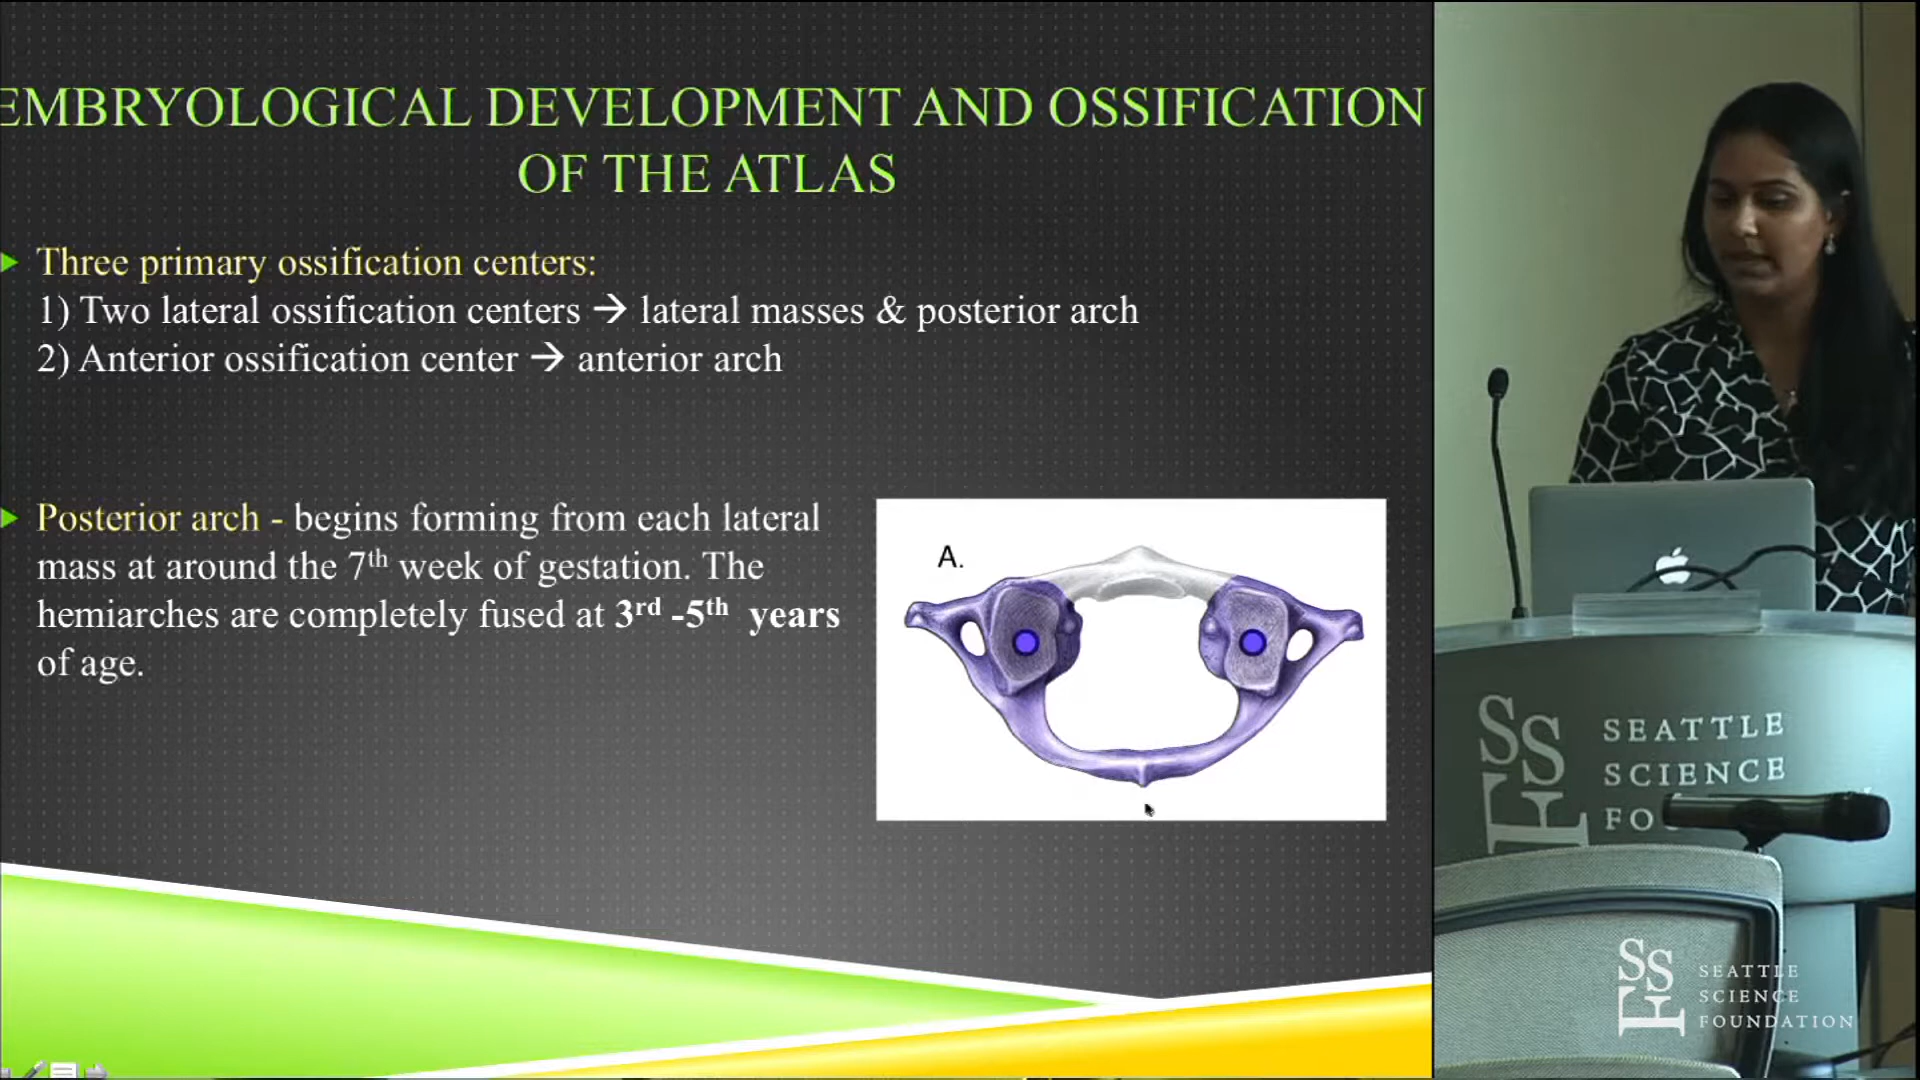 EMBRYOLOGICAL DEVELOPMENT AND OSSIFICATION
OF THE ATLAS
Three primary ossification centers:
1) Two lateral ossification centers → lateral masses & posterior arch
2) Anterior ossification center → anterior arch
Posterior arch - begins forming from each lateral
mass at around the 7th week of gestation. The
hemiarches are completely fused at 3rd -5th years
of age.
A.
SSF
SEATTLE
SCIENCE
FO
SSF
SEATTLE
SCIENCE
FOUNDATION